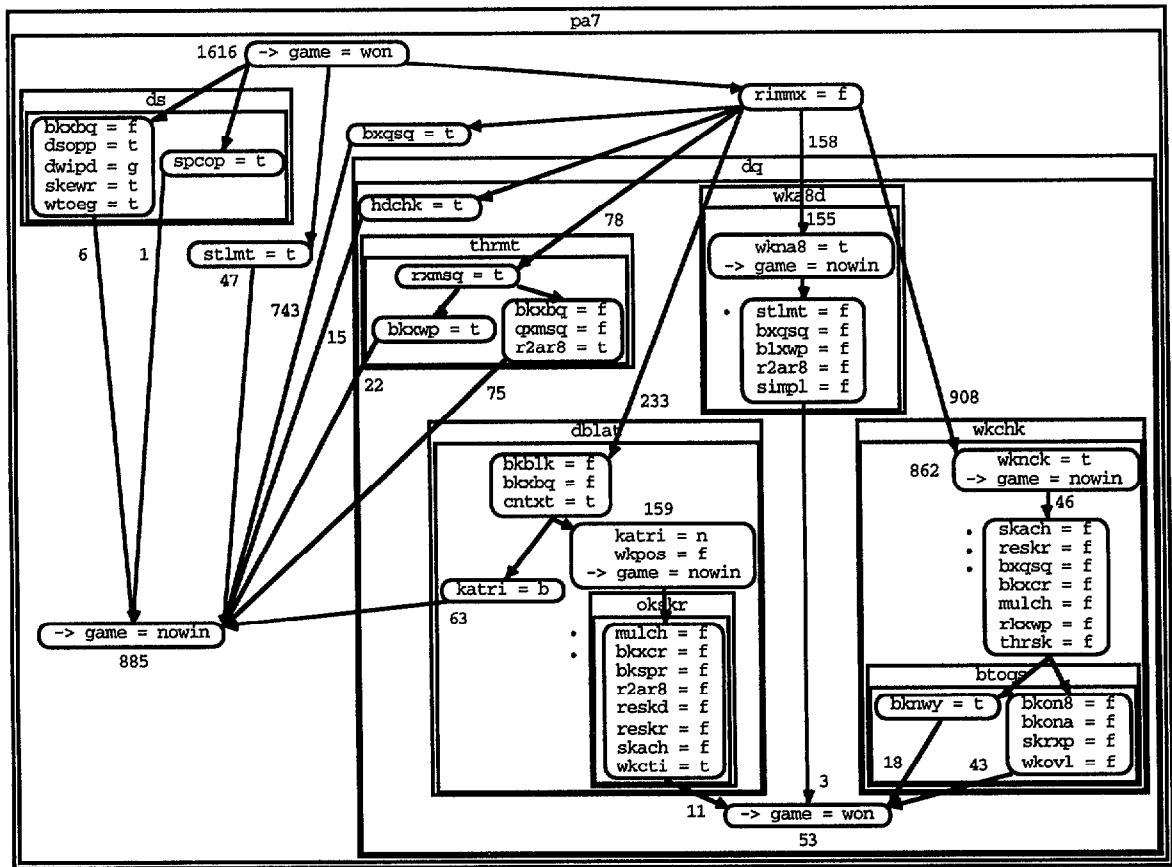 pa7
1616
-> game = won
ds
bkxbq = f
dsopp = t
dwipd = g
skewr = t
wtoeg = t
spcop = t
rimmx = f
bxqsq = t
158
dq
hdchk = t
wka8d
78
155
6
1
stlmt = t
47
thrmt
wkna8 = t
-> game = nowin
rxmsq = t
743
15
bkxwp = t
bkxbq = f
qxmsq = f
r2ar8 = t
stlmt = f
bxqsq = f
blxwp = f
r2ar8 = f
simpl = f
22
75
233
908
dblat
wkchk
bkblk = f
bkxbq = f
cntxt = t
862
wknck = t
-> game = nowin
159
46
katri = n
wkpos = f
-> game = nowin
skach = f
reskr = f
bxqsq = f
bkxcr = f
mulch = f
rkxwp = f
thrsk = f
katri = b
63
okskr
-> game = nowin
885
mulch = f
bkxcr = f
bkspr = f
r2ar8 = f
reskd = f
reskr = f
skach = f
wkcti = t
btoqs
bknwy = t
bkon8 = f
bkona = f
skrxp = f
wkovl = f
18
43
3
11
-> game = won
53